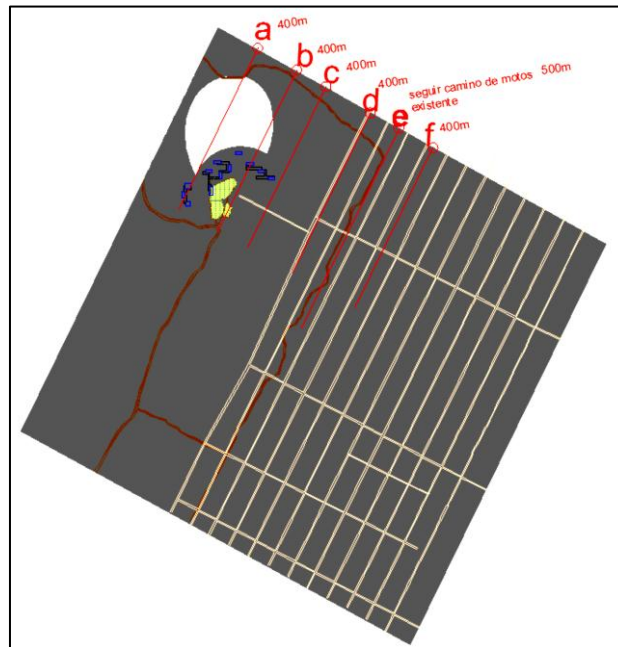 a 400m
b 400m
c 400m
d 400m
e seguir camino de motos 500m
existente
f 400m